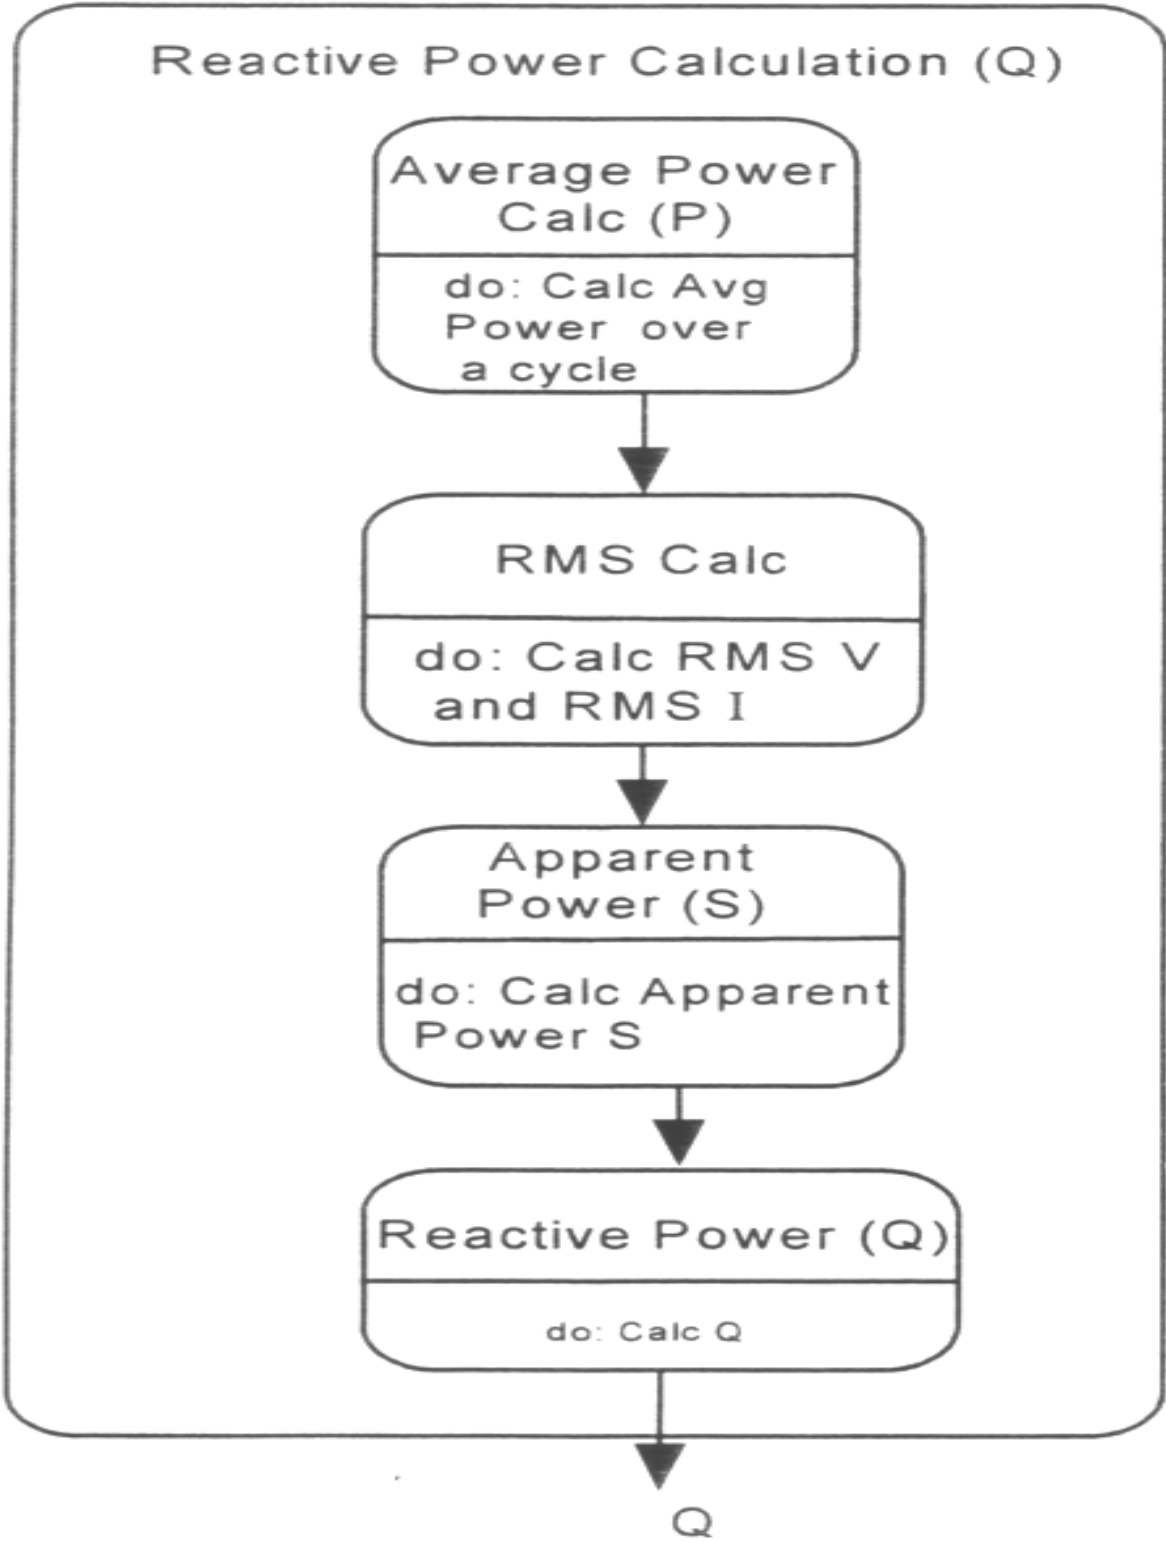 Reactive Power Calculation (Q)
Average Power
Calc (P)
do: Calc Avg
Power over
a cycle
RMS Calc
do: Calc RMS V
and RMS I
Apparent
Power (S)
do: Calc Apparent
Power S
Reactive Power (Q)
do: Calc Q
Q